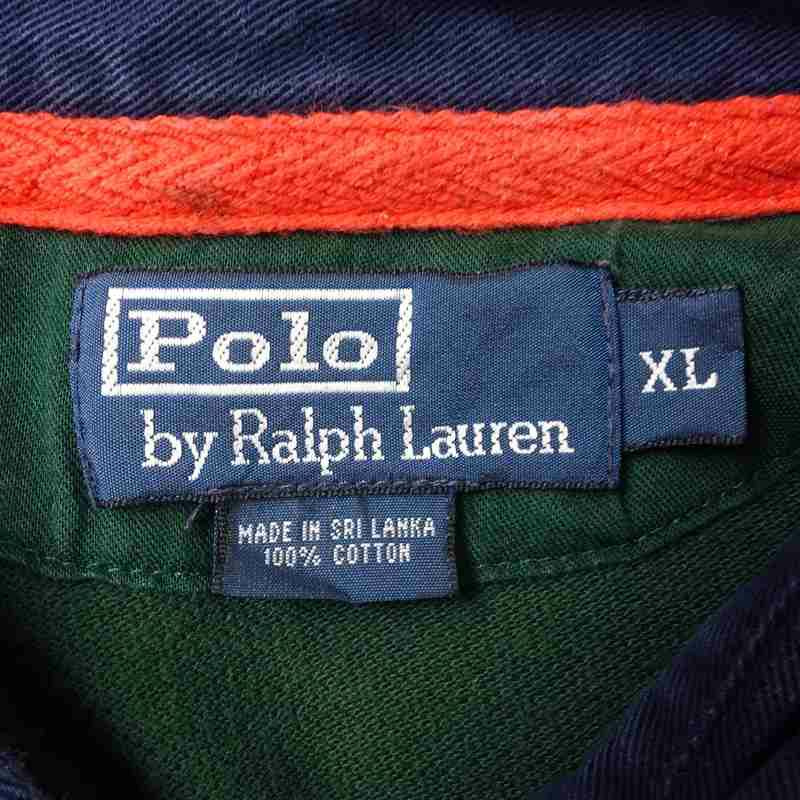 Polo
by Ralph Lauren
XL
MADE IN SRI LANKA
100% COTTON